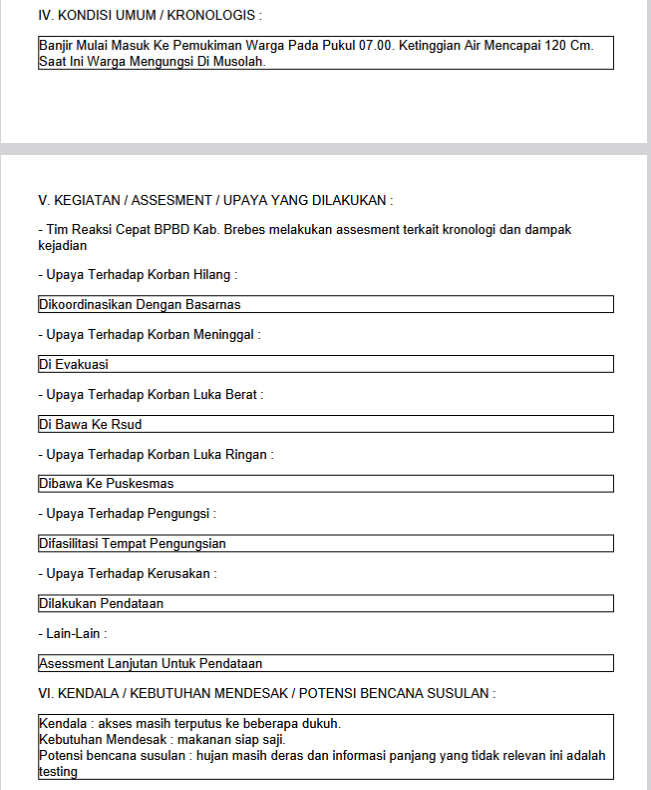 IV. KONDISI UMUM / KRONOLOGIS :
Banjir Mulai Masuk Ke Pemukiman Warga Pada Pukul 07.00. Ketinggian Air Mencapai 120 Cm.
Saat Ini Warga Mengungsi Di Musolah.
V. KEGIATAN / ASSESMENT / UPAYA YANG DILAKUKAN :
- Tim Reaksi Cepat BPBD Kab. Brebes melakukan assesment terkait kronologi dan dampak
kejadian
- Upaya Terhadap Korban Hilang :
Dikoordinasikan Dengan Basarnas
- Upaya Terhadap Korban Meninggal :
Di Evakuasi
- Upaya Terhadap Korban Luka Berat :
Di Bawa Ke Rsud
- Upaya Terhadap Korban Luka Ringan :
Dibawa Ke Puskesmas
- Upaya Terhadap Pengungsi :
Difasilitasi Tempat Pengungsian
- Upaya Terhadap Kerusakan :
Dilakukan Pendataan
- Lain-Lain :
Asessment Lanjutan Untuk Pendataan
VI. KENDALA / KEBUTUHAN MENDESAK / POTENSI BENCANA SUSULAN :
Kendala : akses masih terputus ke beberapa dukuh.
Kebutuhan Mendesak : makanan siap saji.
Potensi bencana susulan : hujan masih deras dan informasi panjang yang tidak relevan ini adalah
testing